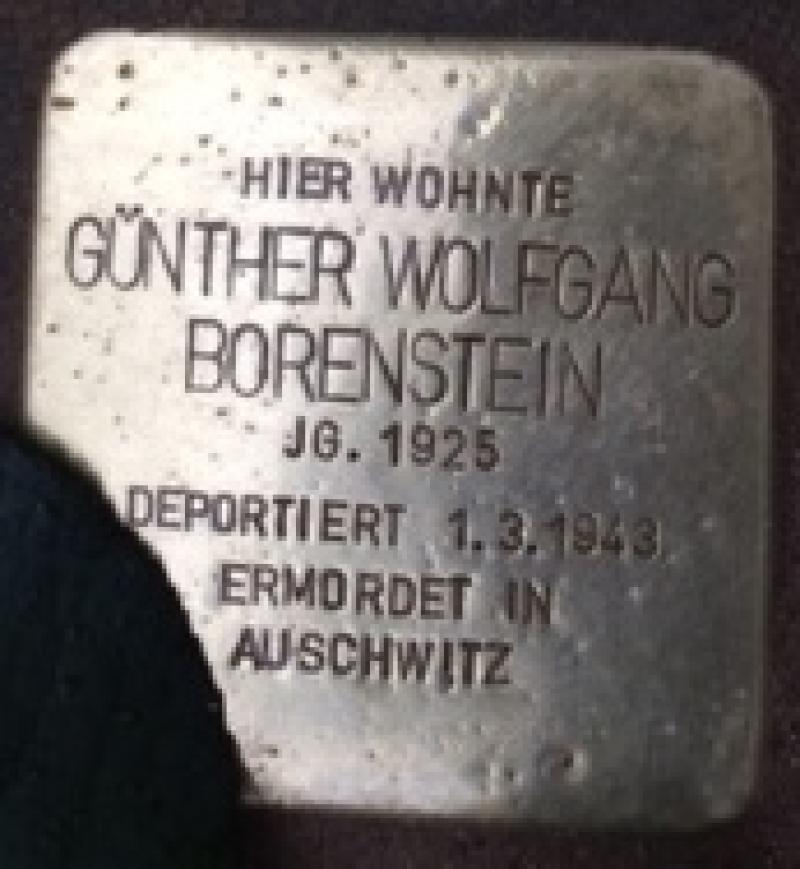 HIER WOHNTE
GÜNTHER WOLFGANG
BORENSTEIN
JG. 1925
DEPORTIERT 1.3.1943
ERMORDET IN
AUSCHWITZ